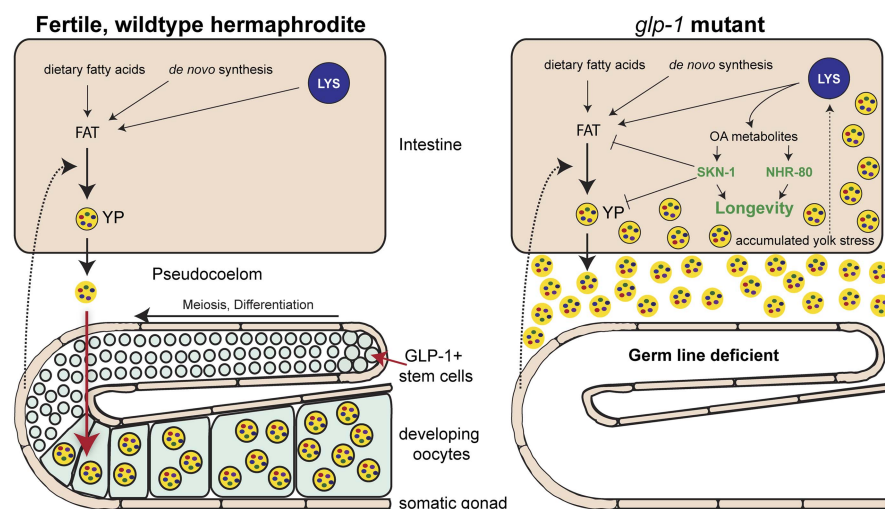 Fertile, wildtype hermaphrodite
dietary fatty acids
de novo synthesis
LYS
FAT
YP
Intestine
Pseudocoelom
Meiosis, Differentiation
GLP-1+
stem cells
developing
oocytes
somatic gonad
glp-1 mutant
dietary fatty acids
de novo synthesis
LYS
FAT
OA metabolites
SKN-1
NHR-80
YP
Longevity
accumulated yolk stress
Germ line deficient